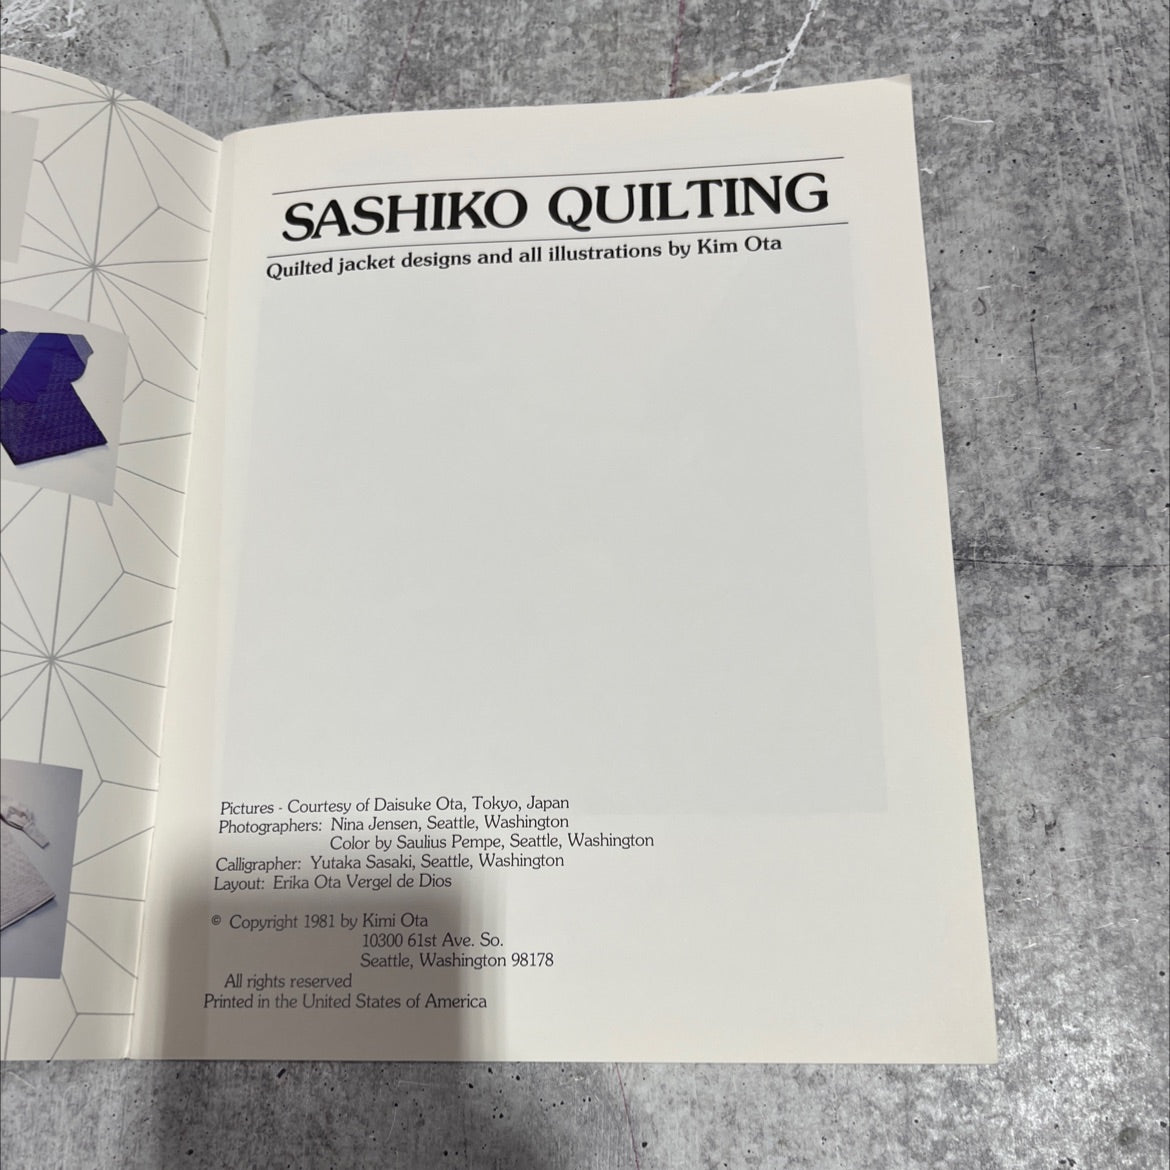 SASHIKO QUILTING
Quilted jacket designs and all illustrations by Kim Ota
Pictures - Courtesy of Daisuke Ota, Tokyo, Japan
Photographers: Nina Jensen, Seattle, Washington
Color by Saulius Pempe, Seattle, Washington
Calligrapher: Yutaka Sasaki, Seattle, Washington
Layout: Erika Ota Vergel de Dios
© Copyright 1981 by Kimi Ota
10300 61st Ave. So.
Seattle, Washington 98178
All rights reserved
Printed in the United States of America